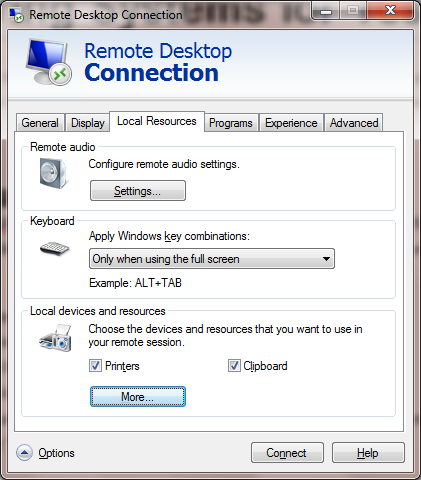 Remote Desktop Connection
Remote Desktop
Connection
General Display Local Resources Programs Experience Advanced
Remote audio
Configure remote audio settings.
Settings...
Keyboard
Apply Windows key combinations:
Only when using the full screen
Example: ALT+TAB
Local devices and resources
Choose the devices and resources that you want to use in
your remote session.
Printers Clipboard
More...
Options Connect Help